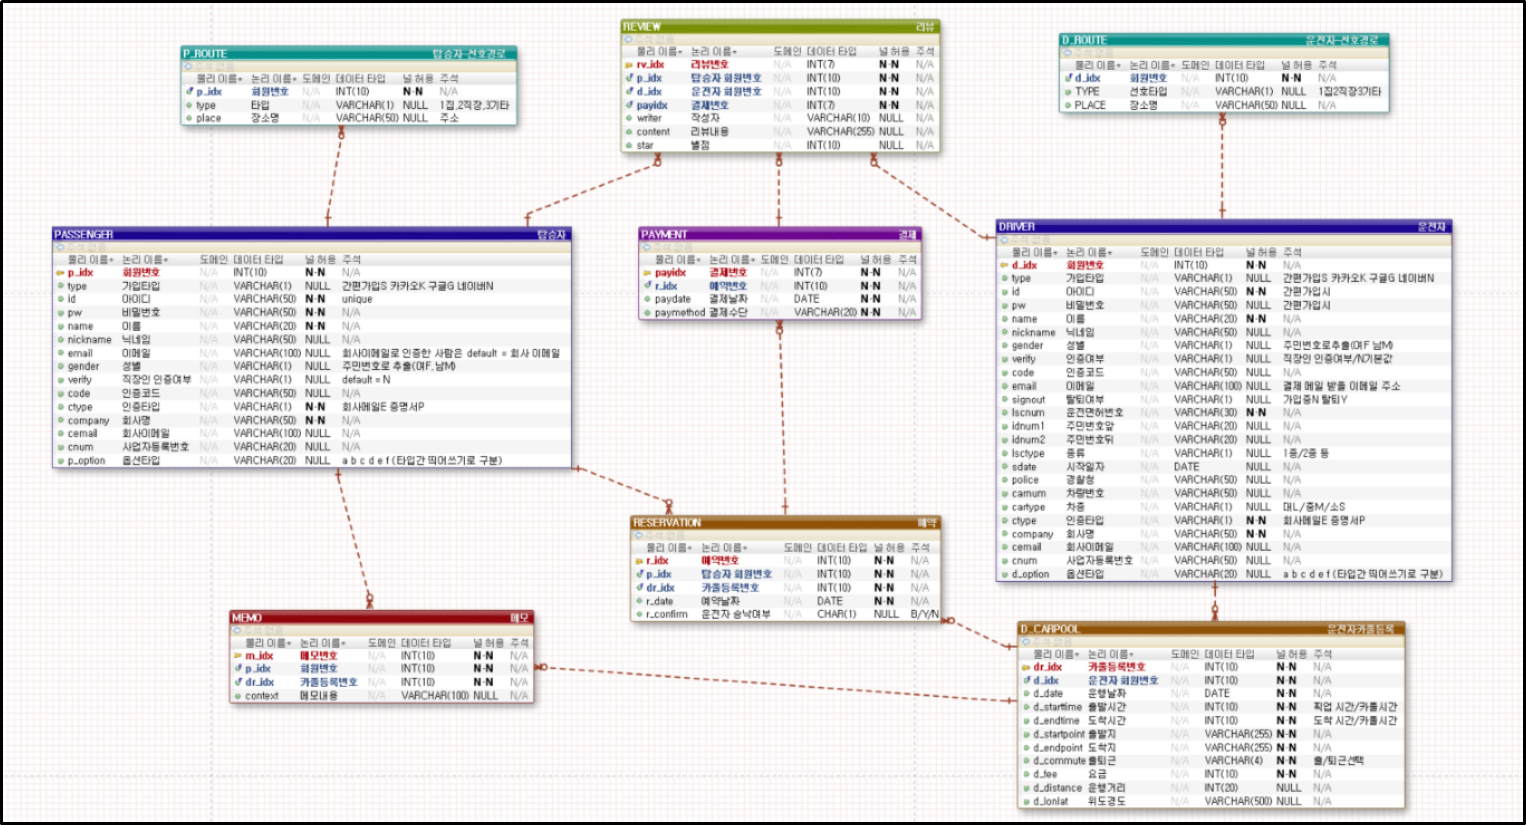 P_ROUTE 탑승자-선호경로
주석 없음
물리 이름 논리 이름 도메인 데이터 타입 널 허용 주석
p_idx 회원번호 N/A INT(10) N-N N/A
type 타입 N/A VARCHAR(1) NULL 1집,2직장,3기타
place 장소명 N/A VARCHAR(50) NULL 주소
REVIEW 리뷰
주석 없음
물리 이름 논리 이름 도메인 데이터 타입 널 허용 주석
rv_idx 리뷰번호 N/A INT(7) N-N N/A
p_idx 탑승자 회원번호 N/A INT(10) N-N N/A
d_idx 운전자 회원번호 N/A INT(10) N-N N/A
payidx 결제번호 N/A INT(7) N-N N/A
writer 작성자 N/A VARCHAR(10) NULL N/A
content 리뷰내용 N/A VARCHAR(255) NULL N/A
star 별점 N/A INT(10) NULL N/A
D_ROUTE 운전자-선호경로
주석 없음
물리 이름 논리 이름 도메인 데이터 타입 널 허용 주석
d_idx 회원번호 N/A INT(10) N-N N/A
TYPE 선호타입 N/A VARCHAR(1) NULL 1집2직장3기타
PLACE 장소명 N/A VARCHAR(50) NULL N/A
PASSENGER 탑승자
주석 없음
물리 이름 논리 이름 도메인 데이터 타입 널 허용 주석
p_idx 회원번호 N/A INT(10) N-N N/A
type 가입타입 N/A VARCHAR(1) NULL 간편가입S 카카오K 구글G 네이버N
id 아이디 N/A VARCHAR(50) N-N unique
pw 비밀번호 N/A VARCHAR(50) N-N N/A
name 이름 N/A VARCHAR(20) N-N N/A
nickname 닉네임 N/A VARCHAR(50) NULL N/A
email 이메일 N/A VARCHAR(100) NULL 회사이메일로 인증한 사람은 default = 회사 이메일
gender 성별 N/A VARCHAR(1) NULL 주민번호로 추출(여F,남M)
verify 직장인 인증여부 N/A VARCHAR(1) NULL default = N
code 인증코드 N/A VARCHAR(50) NULL N/A
ctype 인증타입 N/A VARCHAR(1) N-N 회사메일E 증명서P
company 회사명 N/A VARCHAR(50) N-N N/A
cemail 회사이메일 N/A VARCHAR(100) NULL N/A
cnum 사업자등록번호 N/A VARCHAR(20) NULL N/A
p_option 옵션타입 N/A VARCHAR(20) NULL a b c d e f (타입간 띄어쓰기로 구분)
PAYMENT 결제
주석 없음
물리 이름 논리 이름 도메인 데이터 타입 널 허용 주석
payidx 결제번호 N/A INT(7) N-N N/A
r_idx 예약번호 N/A INT(10) N-N N/A
paydate 결제날짜 N/A DATE N-N N/A
paymethod 결제수단 N/A VARCHAR(20) N-N N/A
DRIVER 운전자
주석 없음
물리 이름 논리 이름 도메인 데이터 타입 널 허용 주석
d_idx 회원번호 N/A INT(10) N-N N/A
type 가입타입 N/A VARCHAR(1) NULL 간편가입S 카카오K 구글G 네이버N
id 아이디 N/A VARCHAR(50) NULL 간편가입시
pw 비밀번호 N/A VARCHAR(50) NULL 간편가입시
name 이름 N/A VARCHAR(20) N-N N/A
nickname 닉네임 N/A VARCHAR(50) NULL N/A
gender 성별 N/A VARCHAR(1) NULL 주민번호로추출(여F 남M)
verify 인증여부 N/A VARCHAR(1) NULL 직장인 인증여부/N기본값
code 인증코드 N/A VARCHAR(50) NULL N/A
email 이메일 N/A VARCHAR(100) NULL 결제 메일 받을 이메일 주소
signout 탈퇴여부 N/A VARCHAR(1) NULL 가입중N 탈퇴Y
lscnum 운전면허번호 N/A VARCHAR(30) N-N N/A
idnum1 주민번호앞 N/A VARCHAR(20) NULL N/A
idnum2 주민번호뒤 N/A VARCHAR(20) NULL N/A
lsctype 종류 N/A VARCHAR(1) NULL 1종/2종 등
sdate 시작일자 N/A DATE NULL N/A
police 경찰청 N/A VARCHAR(50) NULL N/A
carnum 차량번호 N/A VARCHAR(50) NULL N/A
cartype 차종 N/A VARCHAR(1) NULL 대L/중M/소S
ctype 인증타입 N/A VARCHAR(1) N-N 회사메일E 증명서P
company 회사명 N/A VARCHAR(50) N-N N/A
cemail 회사이메일 N/A VARCHAR(100) NULL N/A
cnum 사업자등록번호 N/A VARCHAR(20) NULL N/A
d_option 옵션타입 N/A VARCHAR(20) NULL a b c d e f (타입간 띄어쓰기로 구분)
RESERVATION 예약
주석 없음
물리 이름 논리 이름 도메인 데이터 타입 널 허용 주석
r_idx 예약번호 N/A INT(10) N-N N/A
p_idx 탑승자 회원번호 N/A INT(10) N-N N/A
dr_idx 카풀등록번호 N/A INT(10) N-N N/A
r_date 예약날짜 N/A DATE N-N N/A
r_confirm 운전자 승낙여부 N/A CHAR(1) NULL B/Y/N
MEMO 메모
주석 없음
물리 이름 논리 이름 도메인 데이터 타입 널 허용 주석
m_idx 메모번호 N/A INT(10) N-N N/A
p_idx 회원번호 N/A INT(10) N-N N/A
dr_idx 카풀등록번호 N/A INT(10) N-N N/A
context 메모내용 N/A VARCHAR(100) NULL N/A
D_CARPOOL 운전자카풀등록
주석 없음
물리 이름 논리 이름 도메인 데이터 타입 널 허용 주석
dr_idx 카풀등록번호 N/A INT(10) N-N N/A
d_idx 운전자 회원번호 N/A INT(10) N-N N/A
d_date 운행날짜 N/A DATE N-N N/A
d_starttime 출발시간 N/A INT(10) N-N 픽업 시간/카풀시간
d_endtime 도착시간 N/A INT(10) N-N 도착 시간/카풀시간
d_startpoint 출발지 N/A VARCHAR(255) N-N N/A
d_endpoint 도착지 N/A VARCHAR(255) N-N N/A
d_commute 출퇴근 N/A VARCHAR(4) N-N 출/퇴근선택
d_fee 요금 N/A INT(10) N-N N/A
d_distance 운행거리 N/A INT(20) NULL N/A
d_lonlat 위도경도 N/A VARCHAR(500) NULL N/A